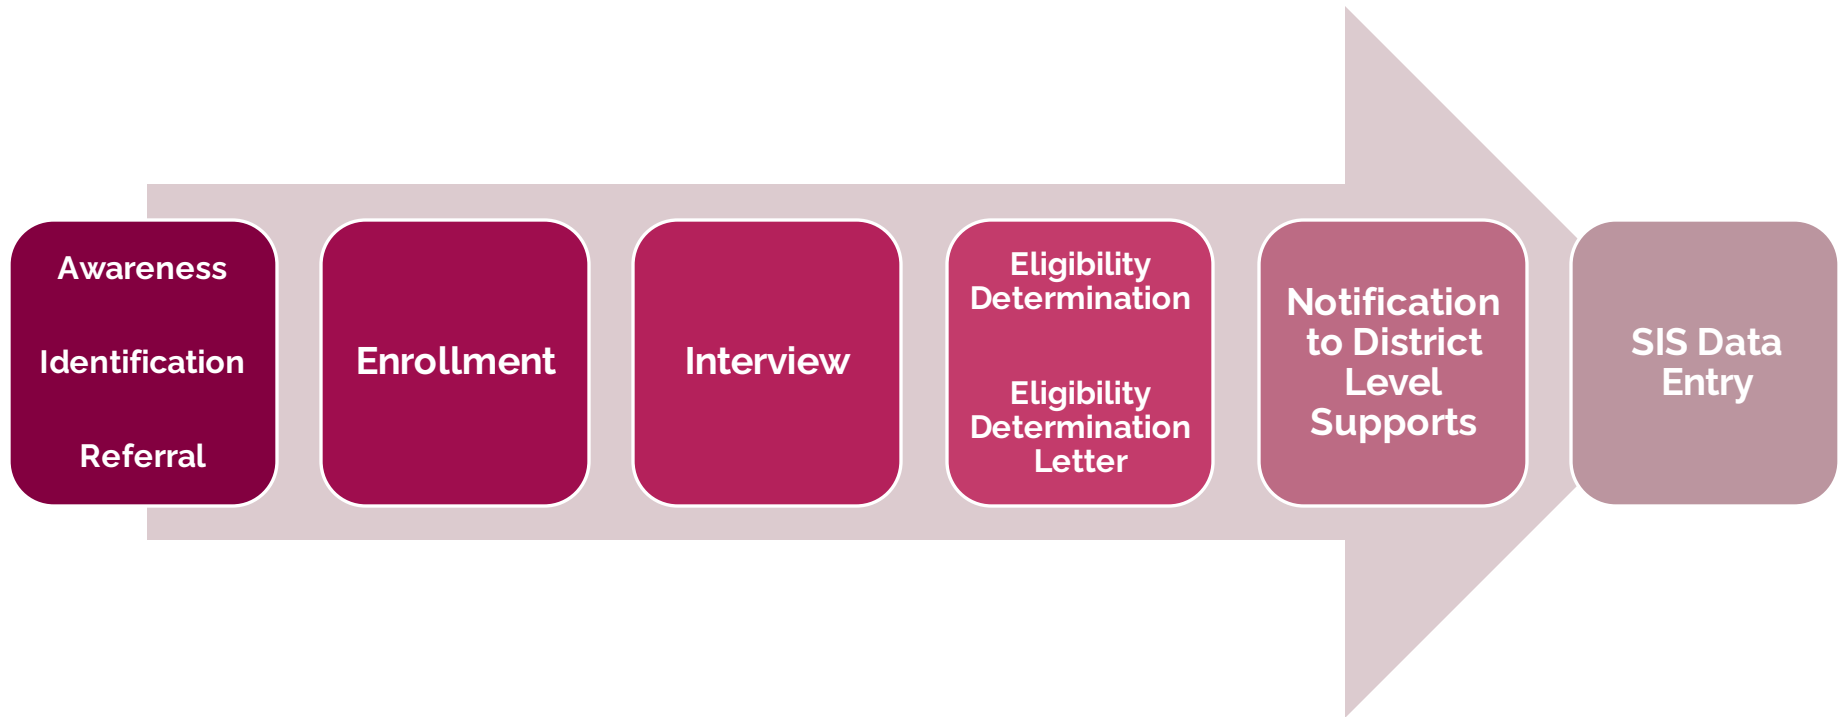 Awareness
Identification
Referral
Enrollment
Interview
Eligibility
Determination
Eligibility
Determination
Letter
Notification
to District
Level
Supports
SIS Data
Entry